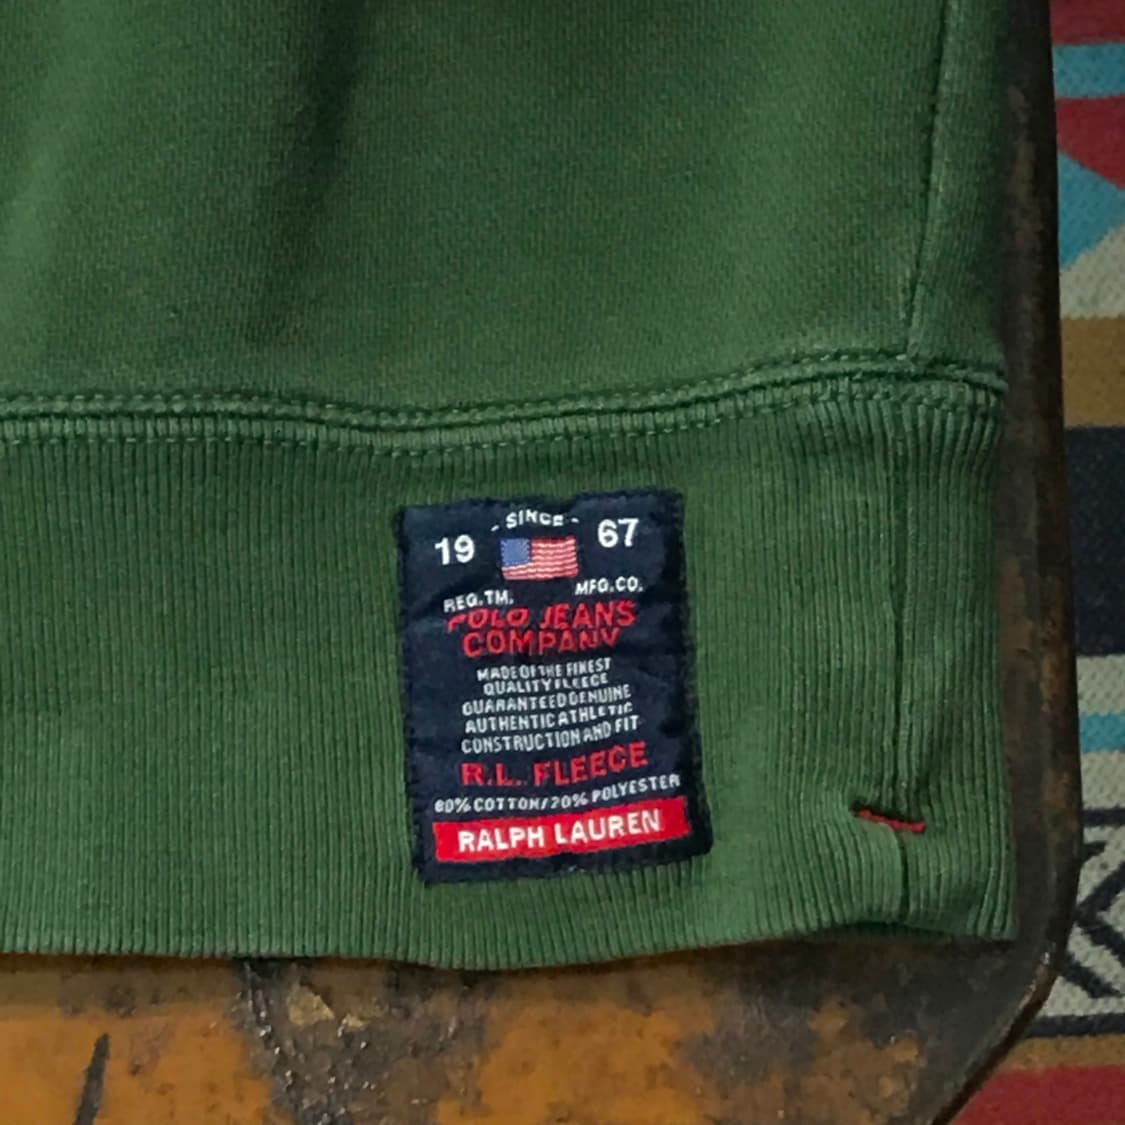 - SINCE -
19 67
REG.TM. MFG.CO.
POLO JEANS
COMPANY
MADE OF THE FINEST
QUALITY FLEECE
GUARANTEED GENUINE
AUTHENTIC ATHLETIC
CONSTRUCTION AND FIT
R.L. FLEECE
80% COTTON/20% POLYESTER
RALPH LAUREN